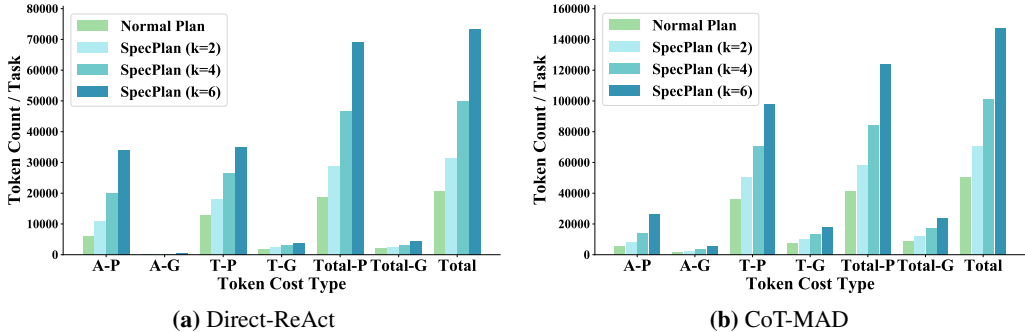 80000
70000
60000
50000
40000
30000
20000
10000
0
Token Count / Task
Normal Plan
SpecPlan (k=2)
SpecPlan (k=4)
SpecPlan (k=6)
A-P A-G T-P T-G Total-P Total-G Total
Token Cost Type
(a) Direct-ReAct
160000
140000
120000
100000
80000
60000
40000
20000
0
Token Count / Task
Normal Plan
SpecPlan (k=2)
SpecPlan (k=4)
SpecPlan (k=6)
A-P A-G T-P T-G Total-P Total-G Total
Token Cost Type
(b) CoT-MAD